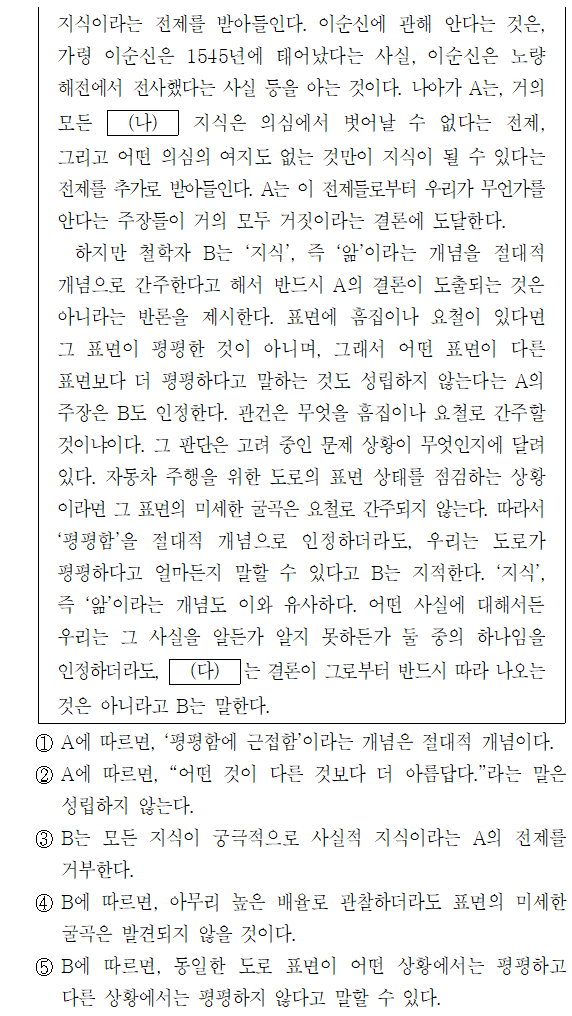 지식이라는 전제를 받아들인다. 이순신에 관해 안다는 것은,
가령 이순신은 1545년에 태어났다는 사실, 이순신은 노량
해전에서 전사했다는 사실 등을 아는 것이다. 나아가 A는, 거의
모든 (나) 지식은 의심에서 벗어날 수 없다는 전제,
그리고 어떤 의심의 여지도 없는 것만이 지식이 될 수 있다는
전제를 추가로 받아들인다. A는 이 전제들로부터 우리가 무언가를
안다는 주장들이 거의 모두 거짓이라는 결론에 도달한다.
하지만 철학자 B는 ‘지식’, 즉 ‘앎’이라는 개념을 절대적
개념으로 간주한다고 해서 반드시 A의 결론이 도출되는 것은
아니라는 반론을 제시한다. 표면에 흠집이나 요철이 있다면
그 표면이 평평한 것이 아니며, 그래서 어떤 표면이 다른
표면보다 더 평평하다고 말하는 것도 성립하지 않는다는 A의
주장은 B도 인정한다. 관건은 무엇을 흠집이나 요철로 간주할
것이냐이다. 그 판단은 고려 중인 문제 상황이 무엇인지에 달려
있다. 자동차 주행을 위한 도로의 표면 상태를 점검하는 상황
이라면 그 표면의 미세한 굴곡은 요철로 간주되지 않는다. 따라서
‘평평함’을 절대적 개념으로 인정하더라도, 우리는 도로가
평평하다고 얼마든지 말할 수 있다고 B는 지적한다. ‘지식’,
즉 ‘앎’이라는 개념도 이와 유사하다. 어떤 사실에 대해서든
우리는 그 사실을 알든가 알지 못하든가 둘 중의 하나임을
인정하더라도, (다) 는 결론이 그로부터 반드시 따라 나오는
것은 아니라고 B는 말한다.
① A에 따르면, ‘평평함에 근접함’이라는 개념은 절대적 개념이다.
② A에 따르면, “어떤 것이 다른 것보다 더 아름답다.”라는 말은
성립하지 않는다.
③ B는 모든 지식이 궁극적으로 사실적 지식이라는 A의 전제를
거부한다.
④ B에 따르면, 아무리 높은 배율로 관찰하더라도 표면의 미세한
굴곡은 발견되지 않을 것이다.
⑤ B에 따르면, 동일한 도로 표면이 어떤 상황에서는 평평하고
다른 상황에서는 평평하지 않다고 말할 수 있다.